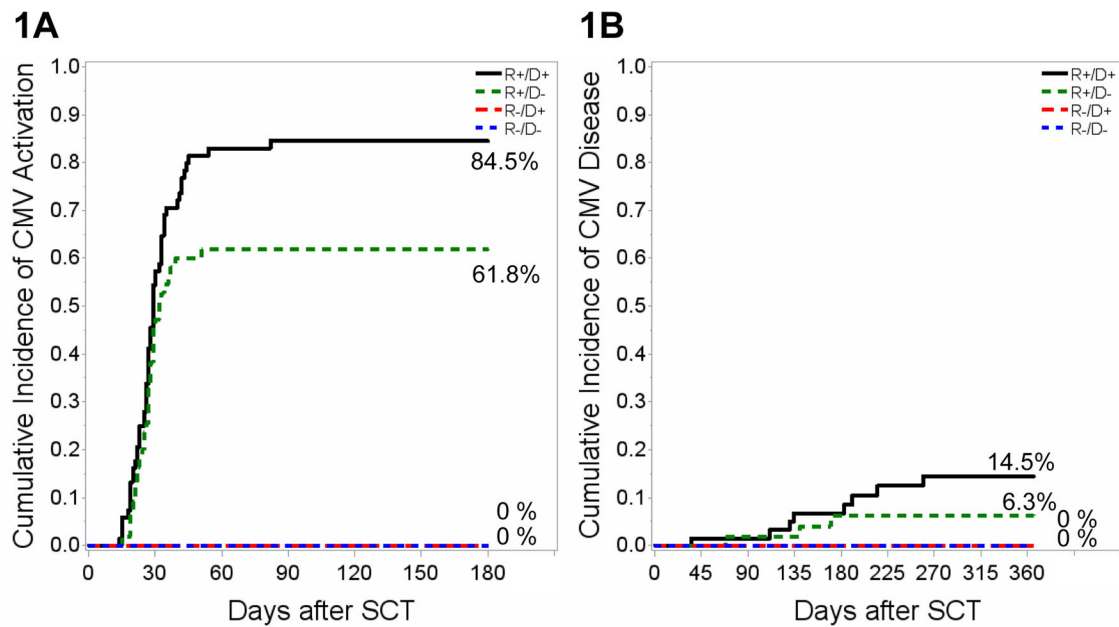 1A
Cumulative Incidence of CMV Activation
1.0
0.9
0.8
0.7
0.6
0.5
0.4
0.3
0.2
0.1
0.0
R+/D+
R+/D-
R-/D+
R-/D-
84.5%
61.8%
0 %
0 %
0 30 60 90 120 150 180
Days after SCT
1B
Cumulative Incidence of CMV Disease
1.0
0.9
0.8
0.7
0.6
0.5
0.4
0.3
0.2
0.1
0.0
R+/D+
R+/D-
R-/D+
R-/D-
14.5%
6.3%
0 %
0 %
0 45 90 135 180 225 270 315 360
Days after SCT